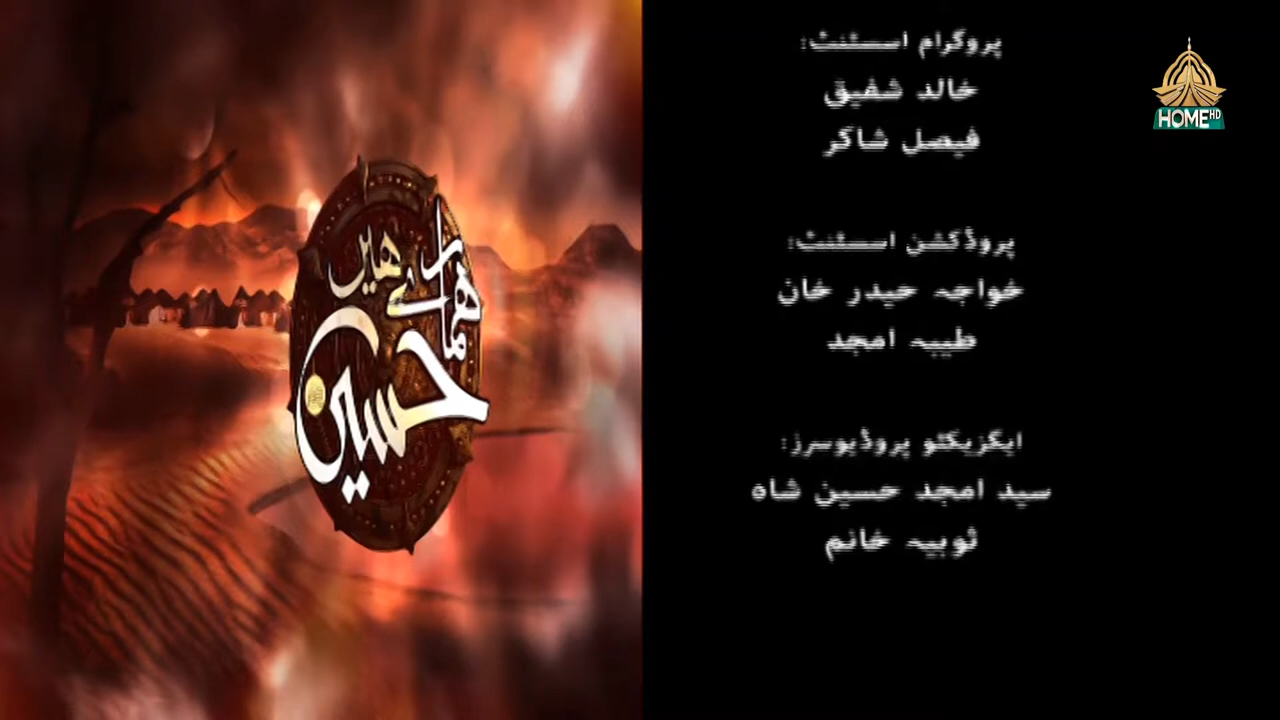 ہمارے ہیں
حسین
پروگرام اسسٹنٹ:
خالد شفیق
فیصل شاکر
پروڈکشن اسسٹنٹ:
خواجہ حیدر خان
طیبہ امجد
ایگزیکٹو پروڈیوسرز:
سید امجد حسین شاہ
ثوبیہ خانم
HOME HD